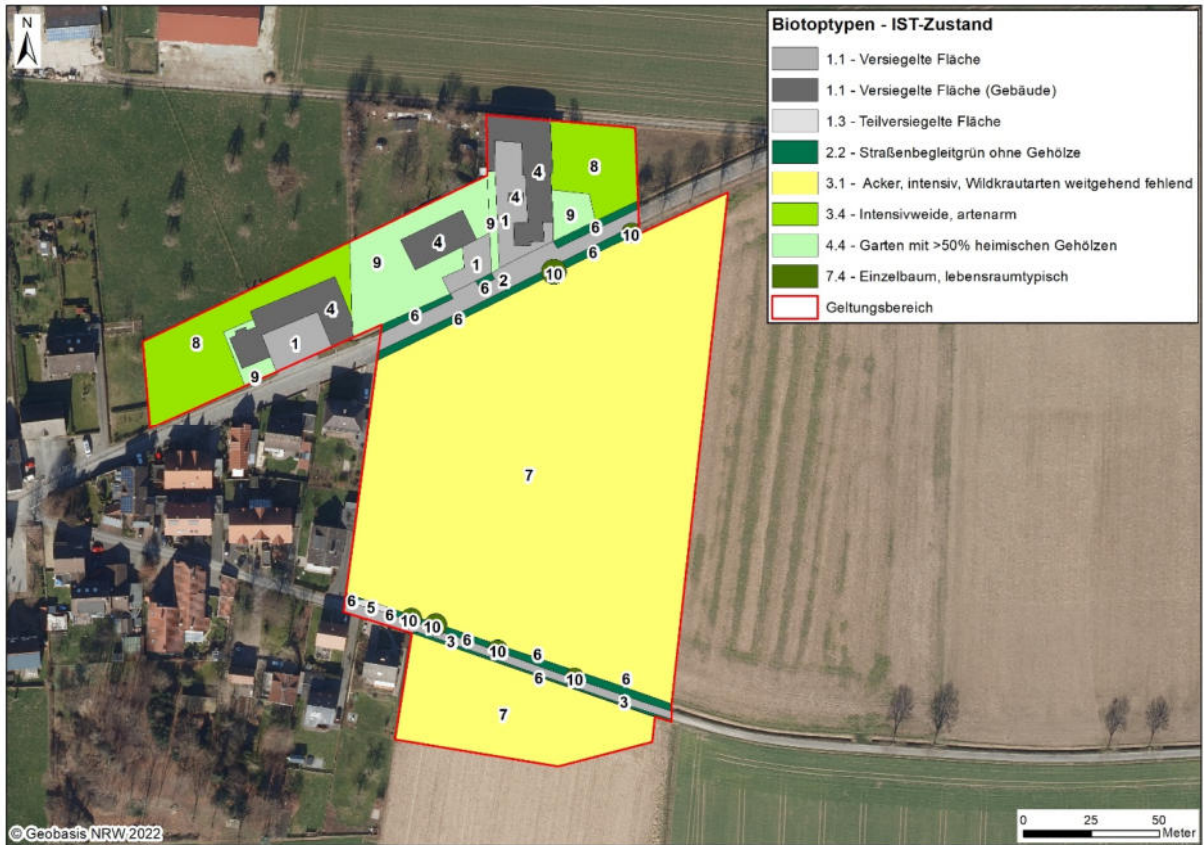 N
Biotoptypen - IST-Zustand
1.1 - Versiegelte Fläche
1.1 - Versiegelte Fläche (Gebäude)
1.3 - Teilversiegelte Fläche
2.2 - Straßenbegleitgrün ohne Gehölze
3.1 - Acker, intensiv, Wildkrautarten weitgehend fehlend
3.4 - Intensivweide, artenarm
4.4 - Garten mit >50% heimischen Gehölzen
7.4 - Einzelbaum, lebensraumtypisch
Geltungsbereich
4 8
4
9 9 1 9
4 6 10
9 1 6
2 10
6
4 6 6
8 1
9
7
6 5 6 10 10 6
3 10 6
6 10 6
3
7
© Geobasis NRW 2022
0 25 50
Meter